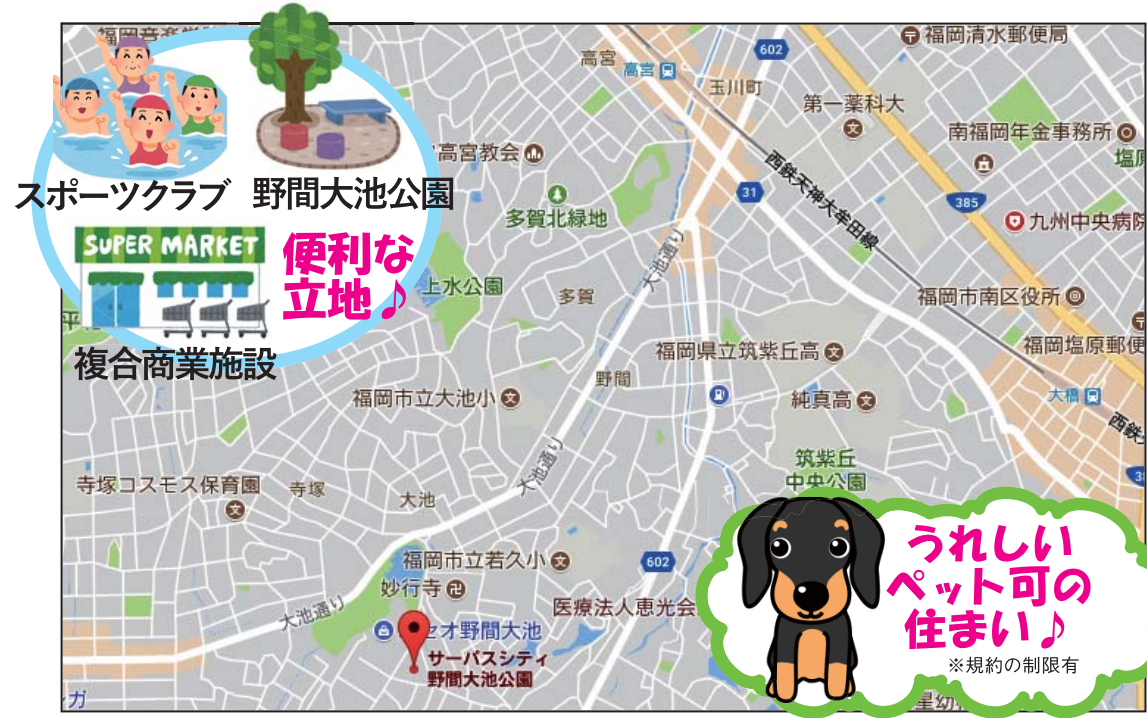 スポーツクラブ
野間大池公園
SUPER MARKET
便利な
立地♪
複合商業施設
高宮
高宮
602
玉川町
福岡清水郵便局
第一薬科大
南福岡年金事務所
高宮教会
西鉄天神大牟田線
31
385
九州中央病院
多賀北緑地
大池通り
上水公園
多賀
福岡市南区役所
福岡県立筑紫丘高
福岡塩原郵便
野間
福岡市立大池小
純真高
大橋
大池通り
筑紫丘
中央公園
寺塚コスモス保育園
寺塚
大池
福岡市立若久小
602
妙行寺
医療法人恵光会
大池通り
セオ野間大池
サーパスシティ
野間大池公園
うれしい
ペット可の
住まい♪
※規約の制限有